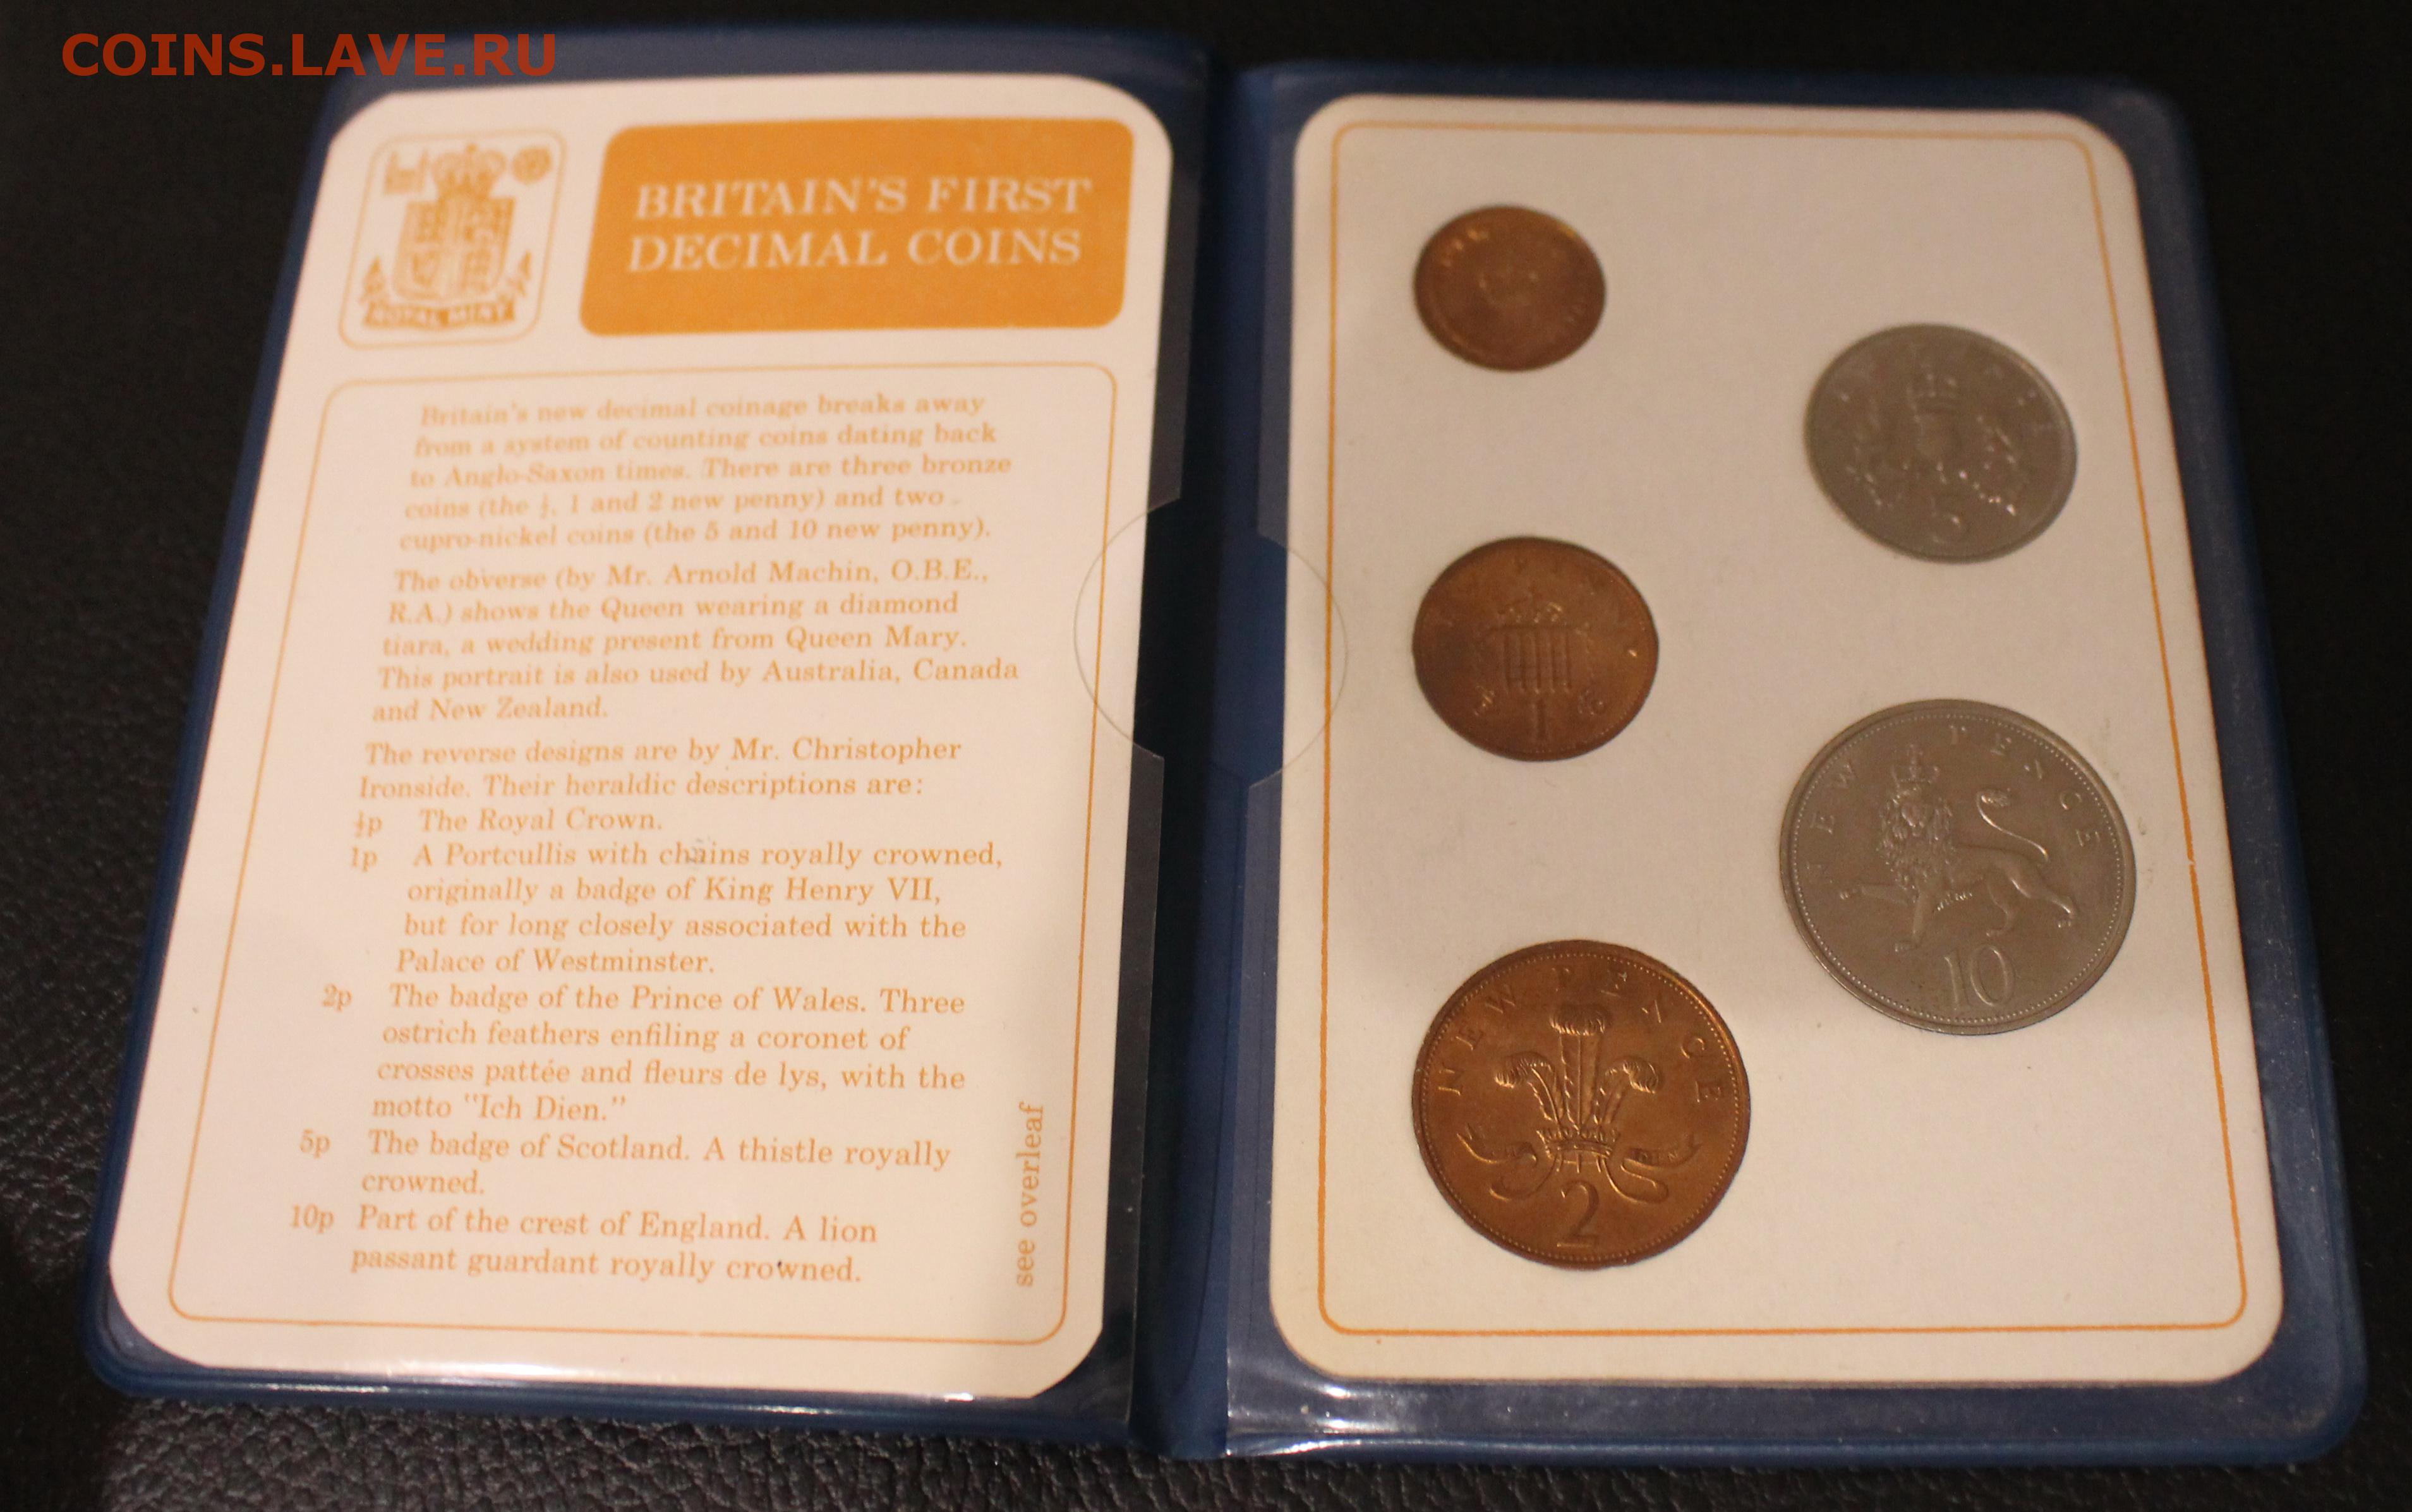 COINS.LAVE.RU
ROYAL MINT
BRITAIN'S FIRST
DECIMAL COINS
Britain's new decimal coinage breaks away
from a system of counting coins dating back
to Anglo-Saxon times. There are three bronze
coins (the ½, 1 and 2 new penny) and two
cupro-nickel coins (the 5 and 10 new penny).
The obverse (by Mr. Arnold Machin, O.B.E.,
R.A.) shows the Queen wearing a diamond
tiara, a wedding present from Queen Mary.
This portrait is also used by Australia, Canada
and New Zealand.
The reverse designs are by Mr. Christopher
Ironside. Their heraldic descriptions are:
½p The Royal Crown.
1p A Portcullis with chains royally crowned,
originally a badge of King Henry VII,
but for long closely associated with the
Palace of Westminster.
2p The badge of the Prince of Wales. Three
ostrich feathers enfiling a coronet of
crosses pattée and fleurs de lys, with the
motto "Ich Dien."
5p The badge of Scotland. A thistle royally
crowned.
10p Part of the crest of England. A lion
passant guardant royally crowned.
see overleaf
5
1
NEW PENCE
10
NEW PENCE
2